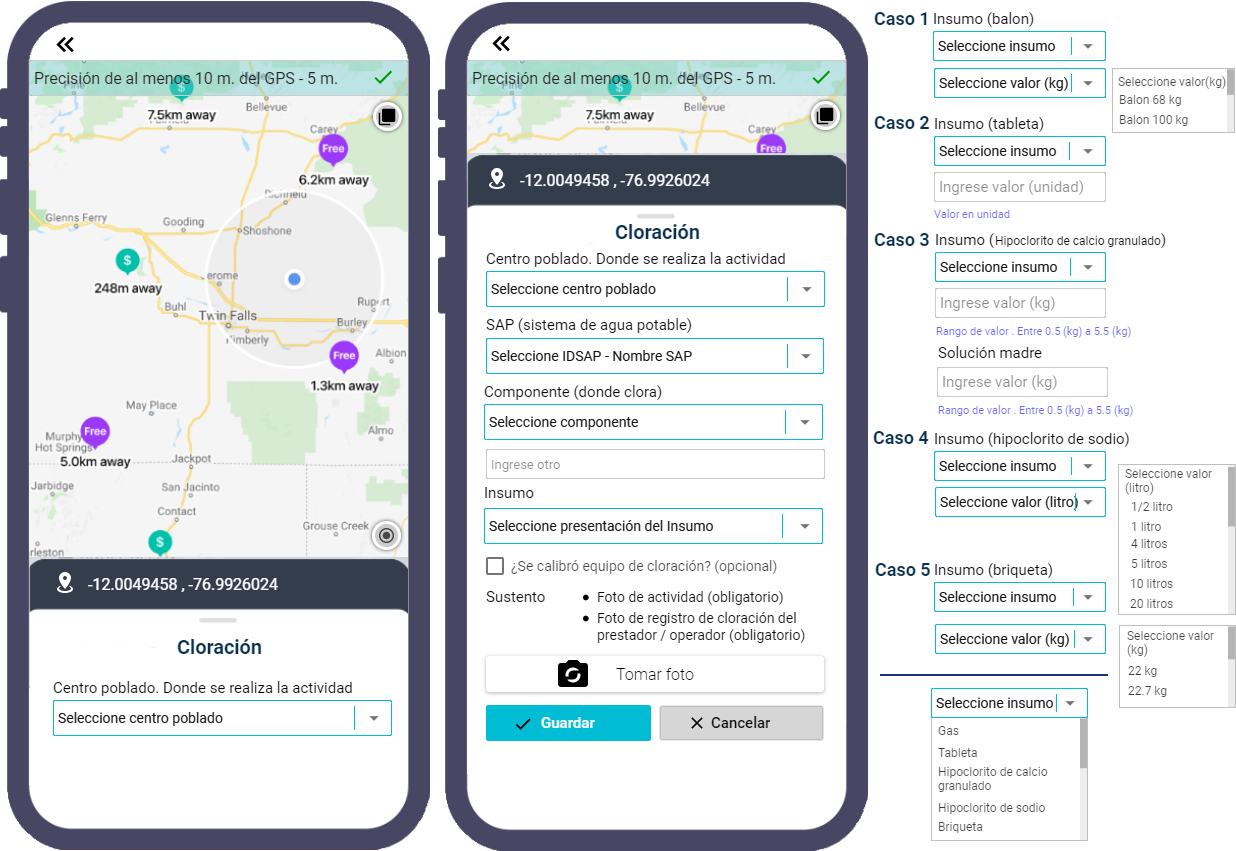 Precisión de al menos 10 m. del GPS - 5 m.
$
7.5km away
Bellevue
Carey
Free
6.2km away
Richfield
Glenns Ferry
Gooding
Shoshone
$
248m away
Jerome
Buhl
Twin Falls
Rupert
Burley
Kimberly
Free
Albion
1.3km away
May Place
Free
Murphy
Hot Springs
Almo
5.0km away
Jackpot
Jarbidge
San Jacinto
Contact
Grouse Creek
$
-12.0049458 , -76.9926024
Cloración
Centro poblado. Donde se realiza la actividad
Seleccione centro poblado
Precisión de al menos 10 m. del GPS - 5 m.
$
7.5km away
Bellevue
Carey
Free
-12.0049458 , -76.9926024
Cloración
Centro poblado. Donde se realiza la actividad
Seleccione centro poblado
SAP (sistema de agua potable)
Seleccione IDSAP - Nombre SAP
Componente (donde clora)
Seleccione componente
Ingrese otro
Insumo
Seleccione presentación del Insumo
¿Se calibró equipo de cloración? (opcional)
Sustento
• Foto de actividad (obligatorio)
• Foto de registro de cloración del
prestador / operador (obligatorio)
Tomar foto
Guardar
Cancelar
Caso 1 Insumo (balon)
Seleccione insumo
Seleccione valor (kg)
Seleccione valor(kg)
Balon 68 kg
Balon 100 kg
Caso 2 Insumo (tableta)
Seleccione insumo
Ingrese valor (unidad)
Valor en unidad
Caso 3 Insumo (Hipoclorito de calcio granulado)
Seleccione insumo
Ingrese valor (kg)
Rango de valor . Entre 0.5 (kg) a 5.5 (kg)
Solución madre
Ingrese valor (kg)
Rango de valor . Entre 0.5 (kg) a 5.5 (kg)
Caso 4 Insumo (hipoclorito de sodio)
Seleccione insumo
Seleccione valor (litro)
Seleccione valor
(litro)
1/2 litro
1 litro
4 litros
5 litros
10 litros
20 litros
Caso 5 Insumo (briqueta)
Seleccione insumo
Seleccione valor (kg)
Seleccione valor
(kg)
22 kg
22.7 kg
Seleccione insumo
Gas
Tableta
Hipoclorito de calcio
granulado
Hipoclorito de sodio
Briqueta